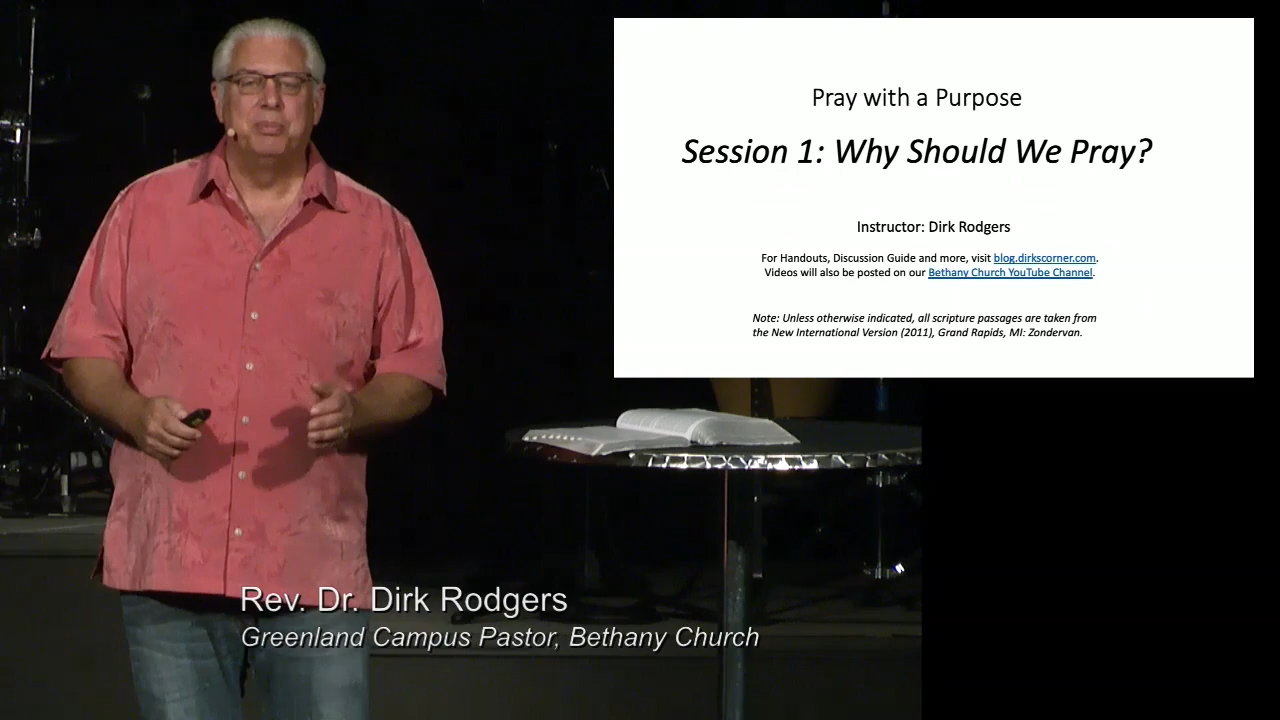 Pray with a Purpose
Session 1: Why Should We Pray?
Instructor: Dirk Rodgers
For Handouts, Discussion Guide and more, visit blog.dirkscorner.com.
Videos will also be posted on our Bethany Church YouTube Channel.
Note: Unless otherwise indicated, all scripture passages are taken from
the New International Version (2011), Grand Rapids, MI: Zondervan.
Rev. Dr. Dirk Rodgers
Greenland Campus Pastor, Bethany Church